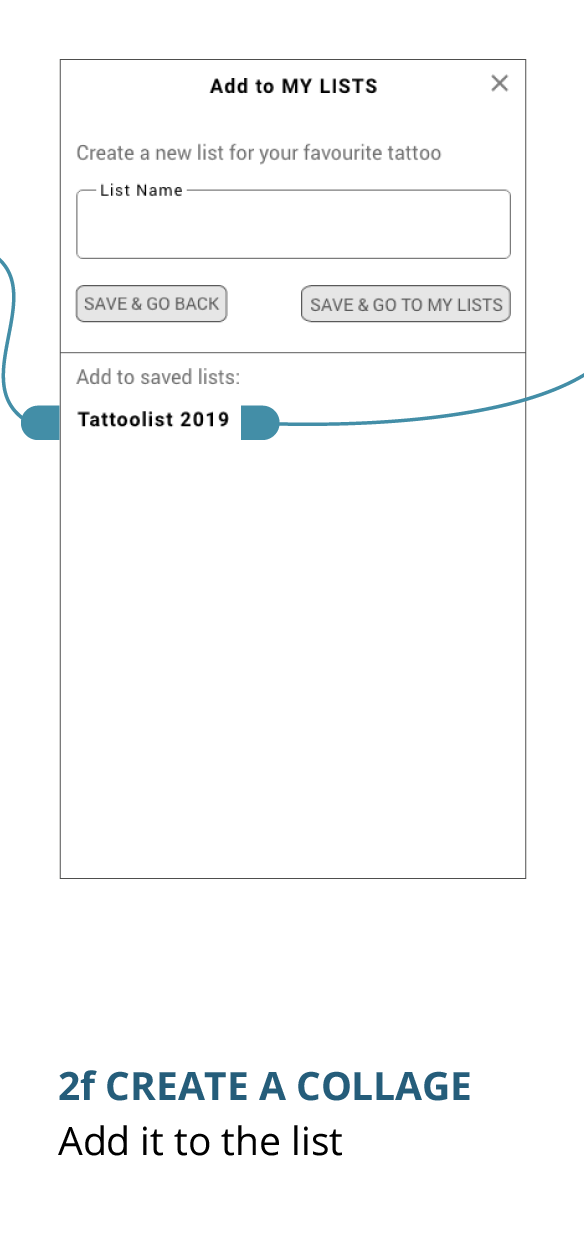 Add to MY LISTS
Create a new list for your favourite tattoo
List Name
SAVE & GO BACK
SAVE & GO TO MY LISTS
Add to saved lists:
Tattoolist 2019
2f CREATE A COLLAGE
Add it to the list